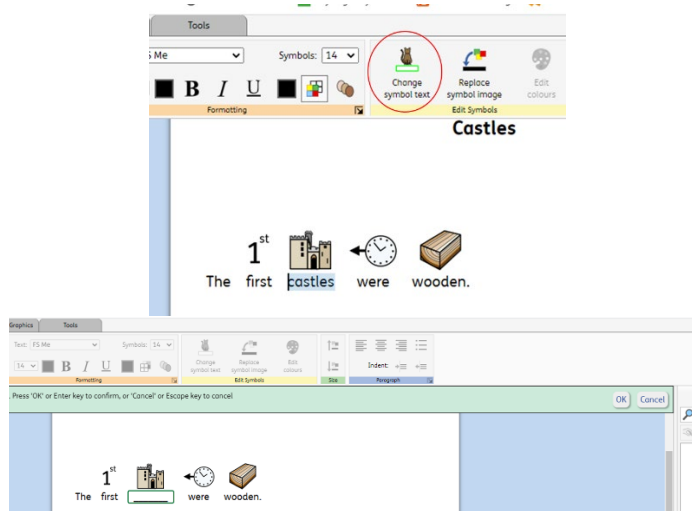 Tools
S Me Symbols: 14
B I U
Change symbol text
Replace symbol image
Edit colours
Formatting Edit Symbols
Castles
1st
The first castles were wooden.
Graphics Tools
Text: FS Me Symbols: 14
14 B I U
Change symbol text
Replace symbol image
Edit colours
Indent:
Formatting Edit Symbols Size Paragraph
. Press 'OK' or Enter key to confirm, or 'Cancel' or Escape key to cancel OK Cancel
1st
The first ______ were wooden.